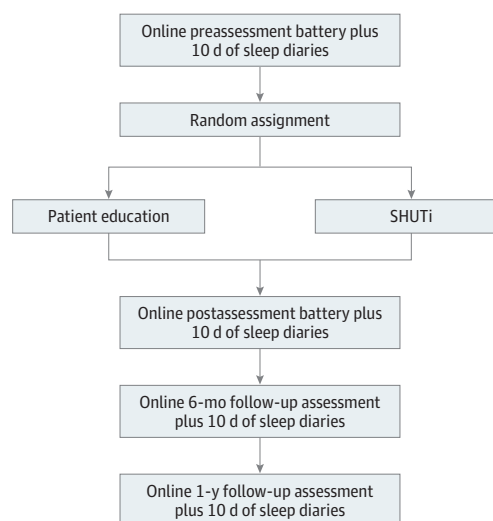 Online preassessment battery plus
10 d of sleep diaries
Random assignment
Patient education
SHUTi
Online postassessment battery plus
10 d of sleep diaries
Online 6-mo follow-up assessment
plus 10 d of sleep diaries
Online 1-y follow-up assessment
plus 10 d of sleep diaries